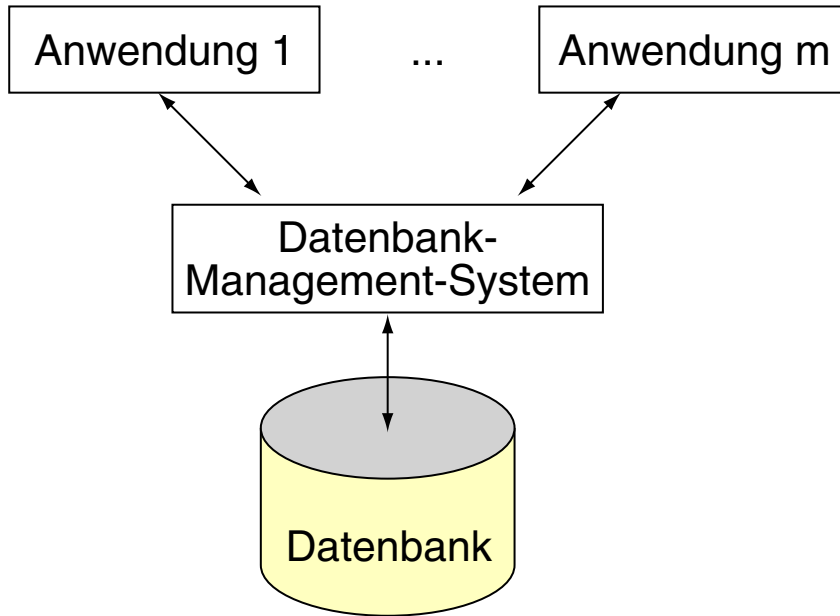 Anwendung 1
...
Anwendung m
Datenbank-
Management-System
Datenbank